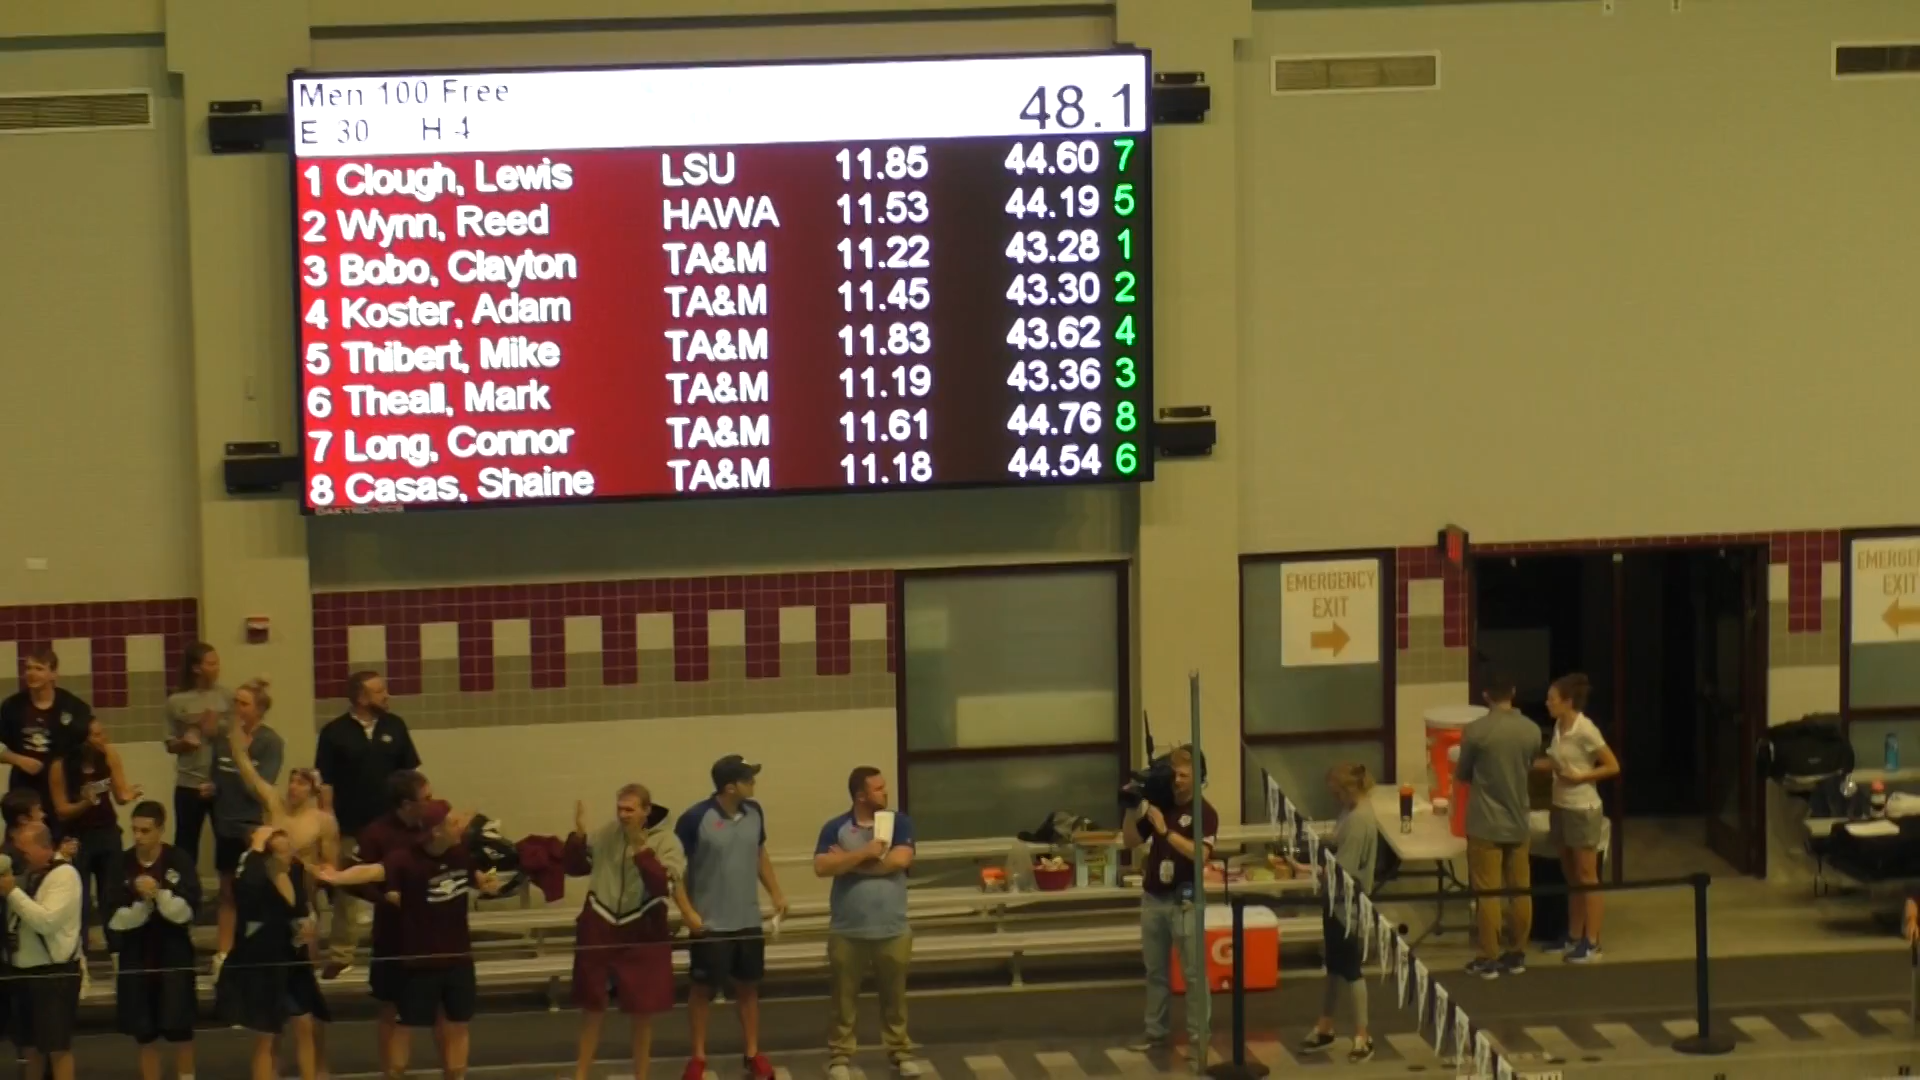 Men 100 Free
E 30 H 4 48.1
1 Clough, Lewis LSU 11.85 44.60 7
2 Wynn, Reed HAWA 11.53 44.19 5
3 Bobo, Clayton TA&M 11.22 43.28 1
4 Koster, Adam TA&M 11.45 43.30 2
5 Thibert, Mike TA&M 11.83 43.62 4
6 Theall, Mark TA&M 11.19 43.36 3
7 Long, Connor TA&M 11.61 44.76 8
8 Casas, Shaine TA&M 11.18 44.54 6
DAKTRONICS
EMERGENCY
EXIT
EMERGEN
EXIT
G